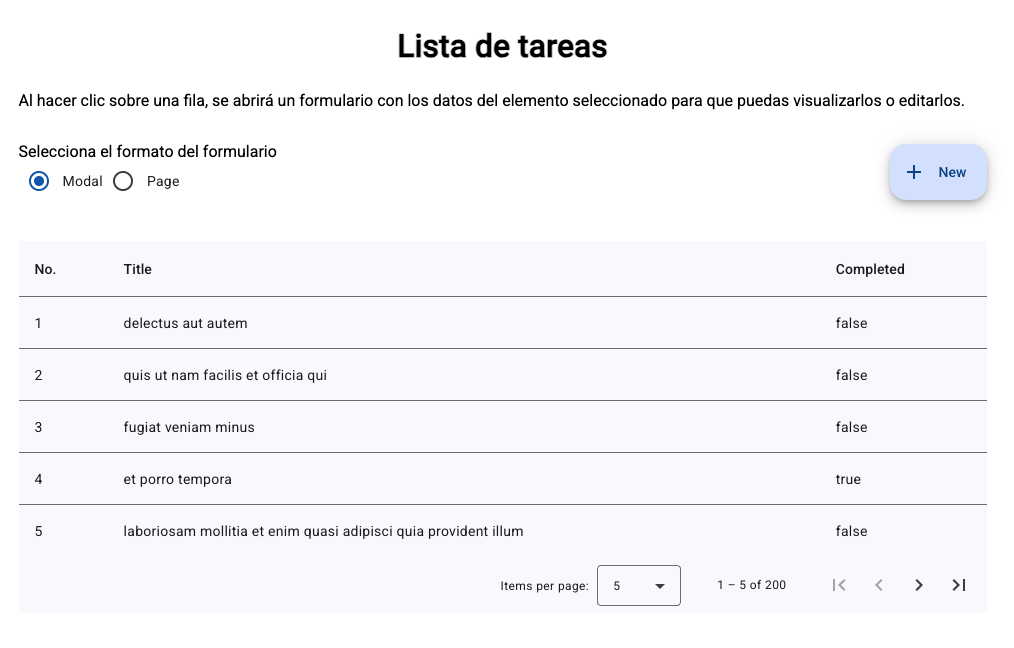 Lista de tareas
Al hacer clic sobre una fila, se abrirá un formulario con los datos del elemento seleccionado para que puedas visualizarlos o editarlos.
Selecciona el formato del formulario
Modal Page
New
No. Title Completed
1 delectus aut autem false
2 quis ut nam facilis et officia qui false
3 fugiat veniam minus false
4 et porro tempora true
5 laboriosam mollitia et enim quasi adipisci quia provident illum false
Items per page: 5 1 – 5 of 200